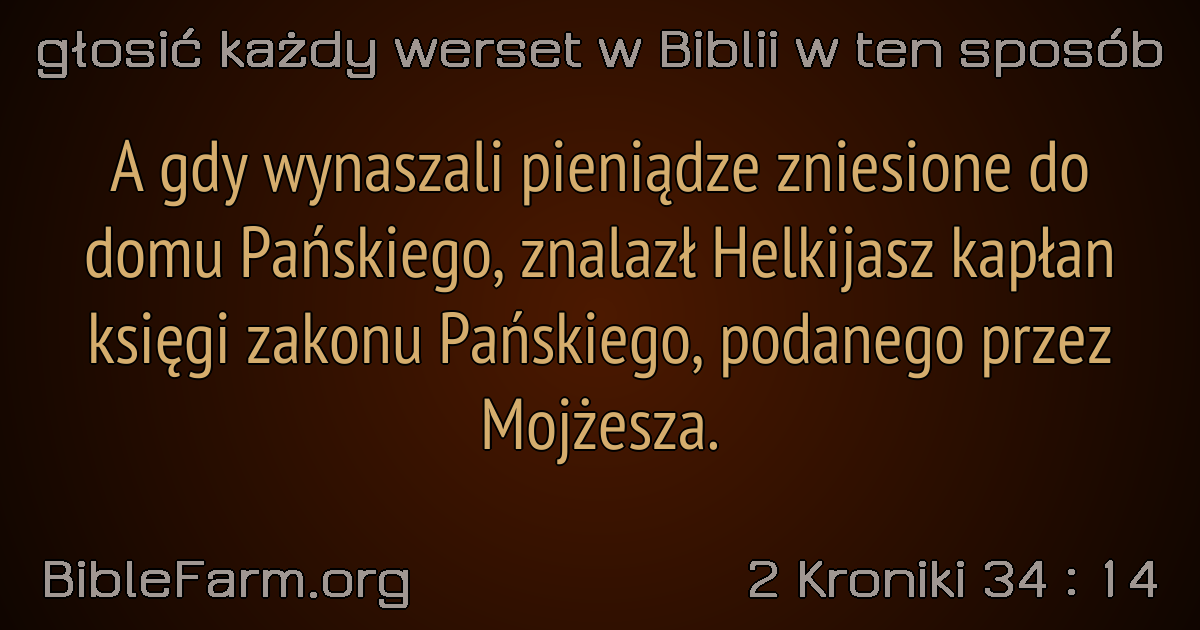 głosić każdy werset w Biblii w ten sposób
A gdy wynaszali pieniądze zniesione do
domu Pańskiego, znalazł Helkijasz kapłan
księgi zakonu Pańskiego, podanego przez
Mojżesza.
BibleFarm.org
2 Kroniki 34 : 14